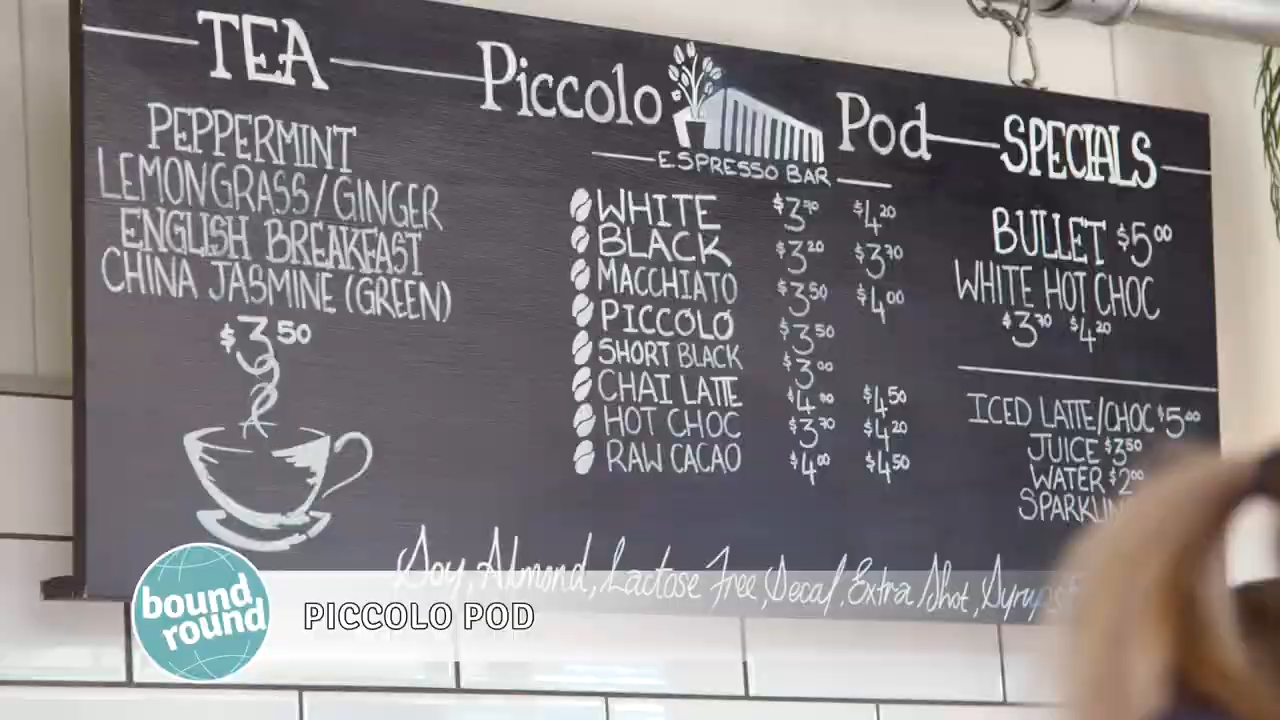 TEA
PEPPERMINT
LEMONGRASS/GINGER
ENGLISH BREAKFAST
CHINA JASMINE (GREEN)
$3.50
Piccolo Pod
ESPRESSO BAR
WHITE $3.70 $4.20
BLACK $3.20 $3.70
MACCHIATO $3.50 $4.00
PICCOLO $3.50
SHORT BLACK $3.00
CHAI LATTE $4.00 $4.50
HOT CHOC $3.70 $4.20
RAW CACAO $4.00 $4.50
SPECIALS
BULLET $5.00
WHITE HOT CHOC
$3.70 $4.20
ICED LATTE/CHOC $5.00
JUICE $3.50
WATER $2.00
Soy, Almond, Lactose Free, Decaf, Extra Shot, Syrups
bound
round
PICCOLO POD